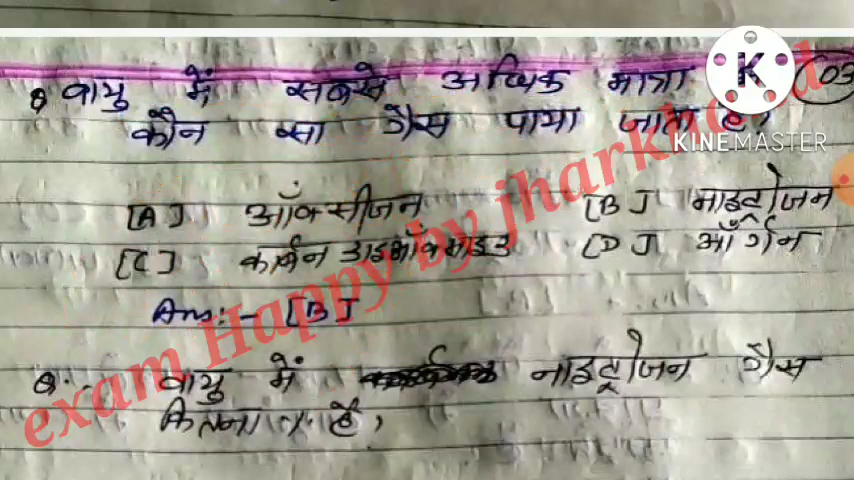 Q वायु में सबसे अधिक मात्रा 03
कौन सा गैस पाया जाता है,
K
KINEMASTER
[A] ऑक्सीजन [B] नाइट्रोजन
[C] कार्बन डाइऑक्साइड [D] ऑर्गन
Ans:- [B]
exam Happy by jharkhand
Q.- वायु में नाइट्रोजन गैस
कितना % है,